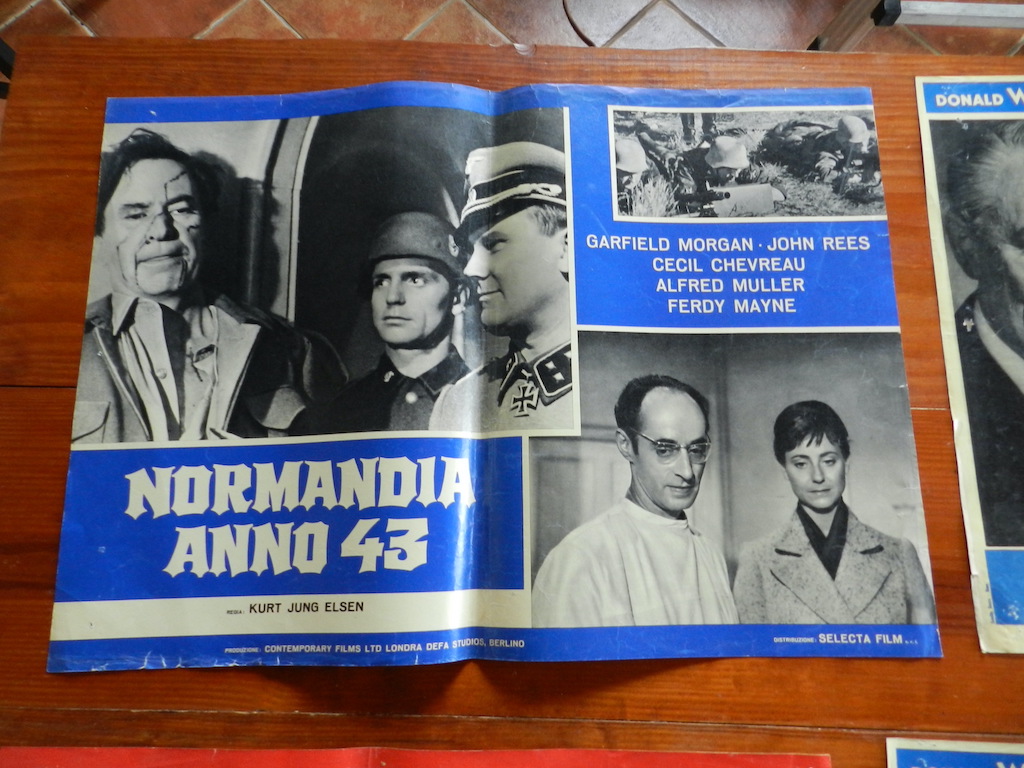 GARFIELD MORGAN · JOHN REES
CECIL CHEVREAU
ALFRED MULLER
FERDY MAYNE
NORMANDIA
ANNO 43
REGIA: KURT JUNG ELSEN
PRODUZIONE: CONTEMPORARY FILMS LTD LONDRA DEFA STUDIOS, BERLINO
DISTRIBUZIONE: SELECTA FILM
DONALD W